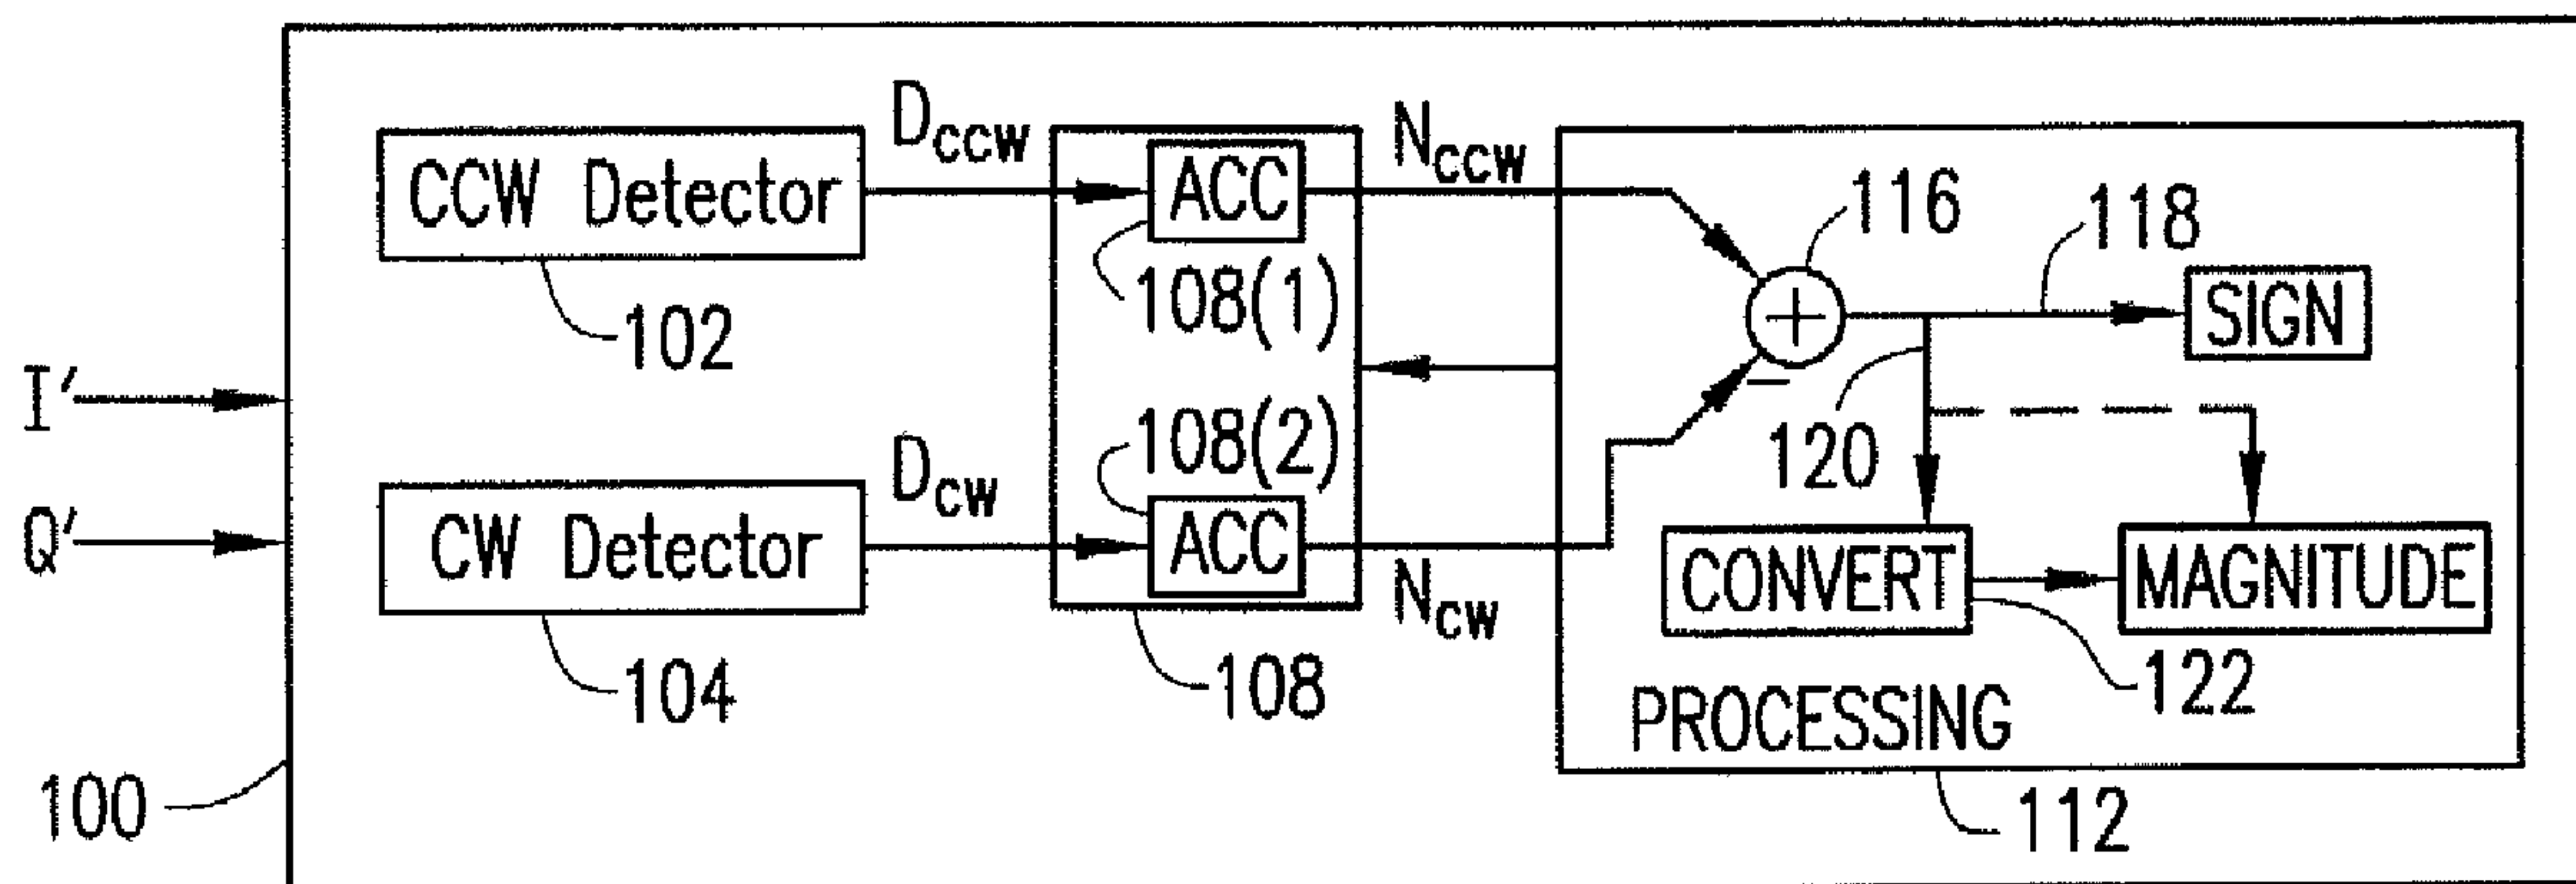 D_CCW
N_CCW
CCW Detector
ACC
116
118
108(1)
SIGN
102
I'
108(2)
120
D_CW
Q'
CW Detector
ACC
CONVERT
MAGNITUDE
N_CW
104
108
122
PROCESSING
100
112